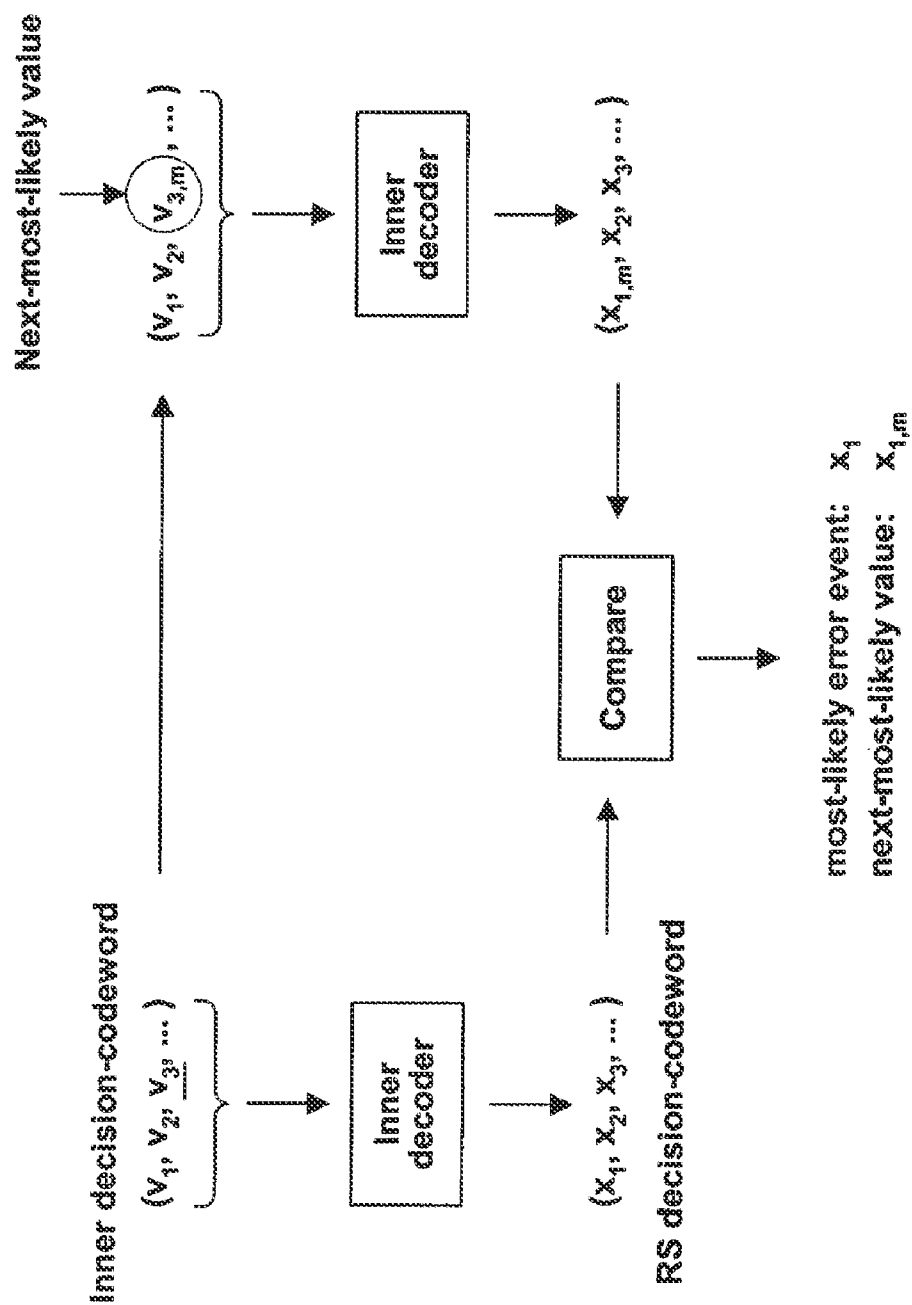 Inner decision-codeword
(v₁, v₂, v₃, ...)
Inner
decoder
(x₁, x₂, x₃, ...)
RS decision-codeword
Next-most-likely value
(v₁, v₂, v₃,ₘ, ...)
Inner
decoder
(x₁,ₘ, x₂, x₃, ...)
Compare
most-likely error event: x₁
next-most-likely value: x₁,ₘ